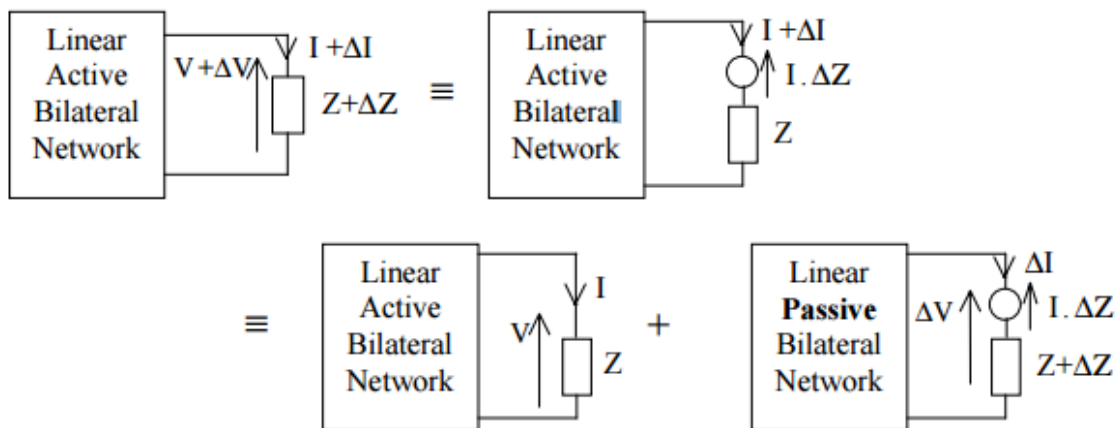 Linear
Active
Bilateral
Network
V+ΔV
I +ΔI
Z+ΔZ
≡
Linear
Active
Bilateral
Network
I +ΔI
I . ΔZ
Z
≡
Linear
Active
Bilateral
Network
V
I
Z
+
Linear
Passive
Bilateral
Network
ΔV
ΔI
I . ΔZ
Z+ΔZ